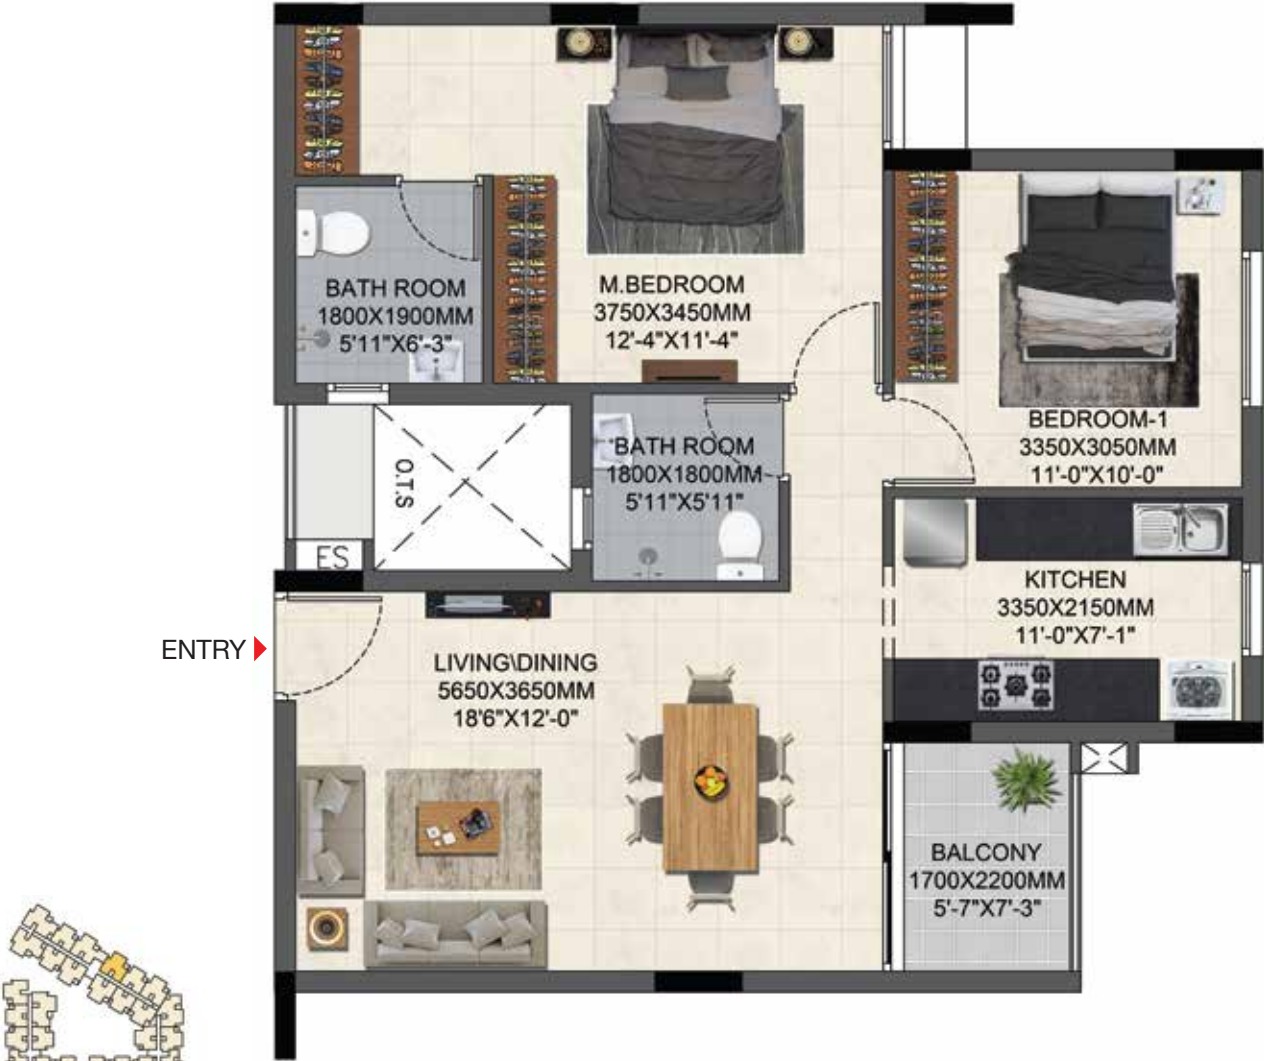 BATH ROOM
1800X1900MM
5'11"X6'-3"
M.BEDROOM
3750X3450MM
12'-4"X11'-4"
BEDROOM-1
3350X3050MM
11'-0"X10'-0"
O.T.S
BATH ROOM
1800X1800MM
5'11"X5'11"
ES
KITCHEN
3350X2150MM
11'-0"X7'-1"
ENTRY
LIVING\DINING
5650X3650MM
18'6"X12'-0"
BALCONY
1700X2200MM
5'-7"X7'-3"